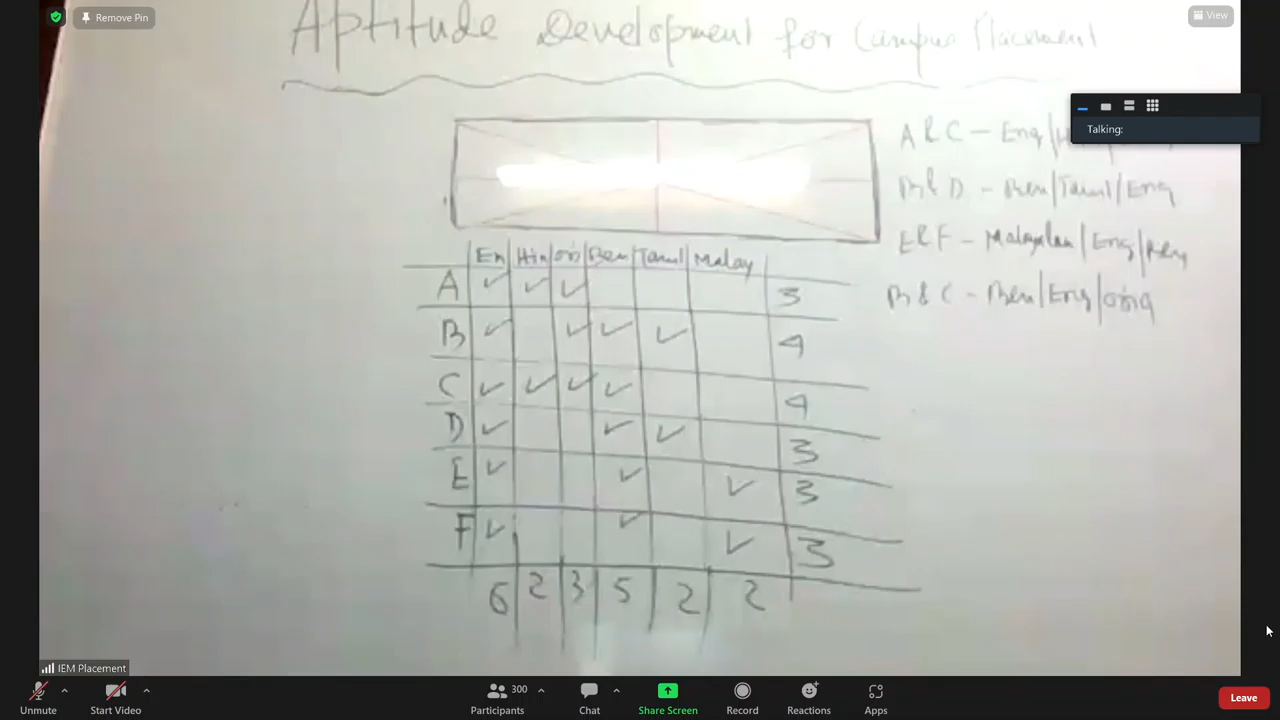 Remove Pin
View
Aptitude Development for Campus Placement
Talking:
A & C - Eng/
B & D - Ben/Tamil/Eng
E & F - Malayalam/Eng/Ben
B & C - Ben/Eng/
En Hin Ori Ben Tamil Malay
A ✓ ✓ ✓ 3
B ✓ ✓ ✓ ✓ 4
C ✓ ✓ ✓ ✓ 4
D ✓ ✓ ✓ 3
E ✓ ✓ ✓ 3
F ✓ ✓ ✓ 3
6 2 3 5 2 2
IEM Placement
Unmute
Start Video
Participants 300
Chat
Share Screen
Record
Reactions
Apps
Leave